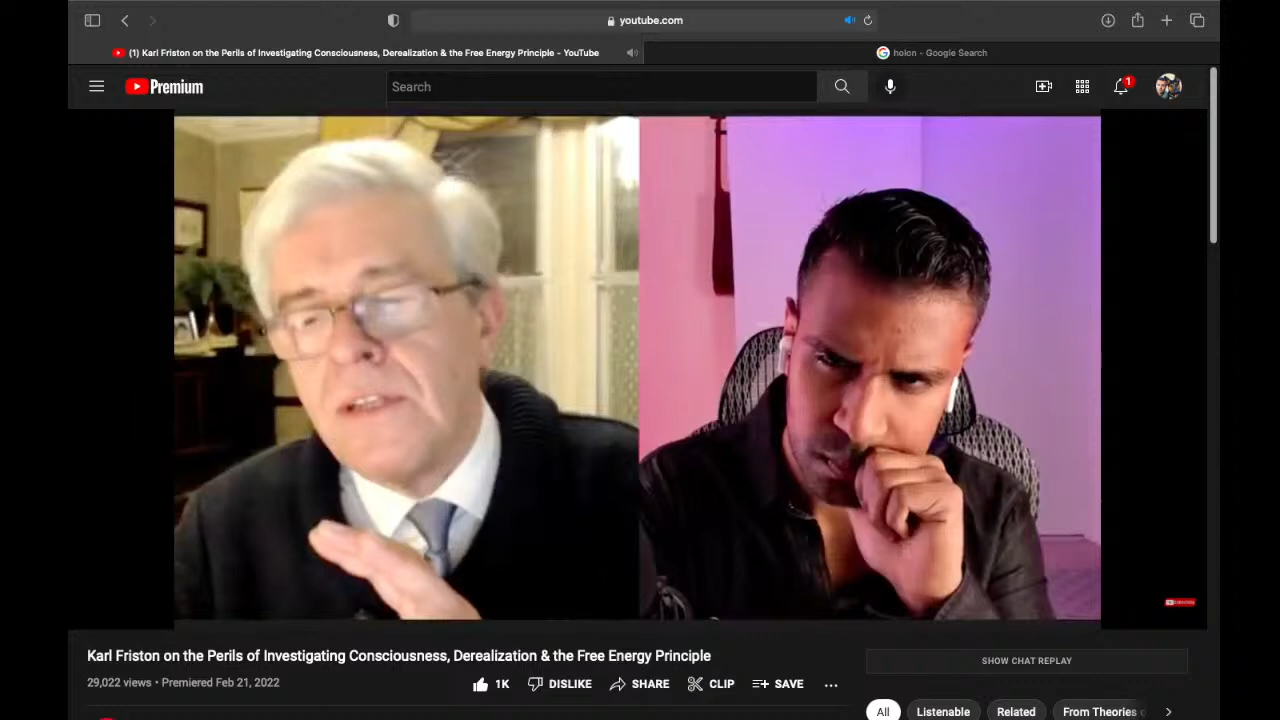 youtube.com
(1) Karl Friston on the Perils of Investigating Consciousness, Derealization & the Free Energy Principle - YouTube
holon - Google Search
Premium
Search
1
Karl Friston on the Perils of Investigating Consciousness, Derealization & the Free Energy Principle
29,022 views • Premiered Feb 21, 2022
1K DISLIKE SHARE CLIP SAVE
SHOW CHAT REPLAY
All Listenable Related From Theories